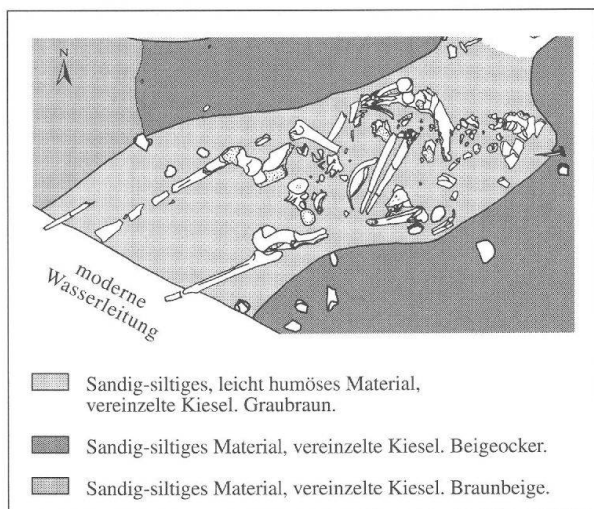 N
moderne
Wasserleitung
Sandig-siltiges, leicht humöses Material,
vereinzelte Kiesel. Graubraun.
Sandig-siltiges Material, vereinzelte Kiesel. Beigeocker.
Sandig-siltiges Material, vereinzelte Kiesel. Braunbeige.